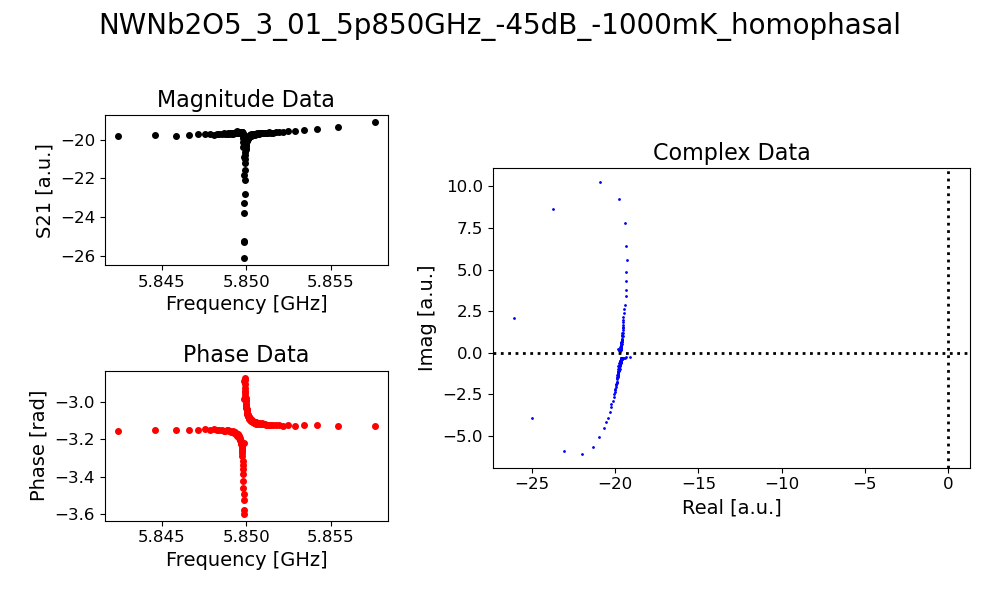 NWNb2O5_3_01_5p850GHz_-45dB_-1000mK_homophasal
Magnitude Data
S21 [a.u.]
−20
−22
−24
−26
5.845 5.850 5.855
Frequency [GHz]
Phase Data
Phase [rad]
−3.0
−3.2
−3.4
−3.6
5.845 5.850 5.855
Frequency [GHz]
Complex Data
Imag [a.u.]
10.0
7.5
5.0
2.5
0.0
−2.5
−5.0
−25 −20 −15 −10 −5 0
Real [a.u.]